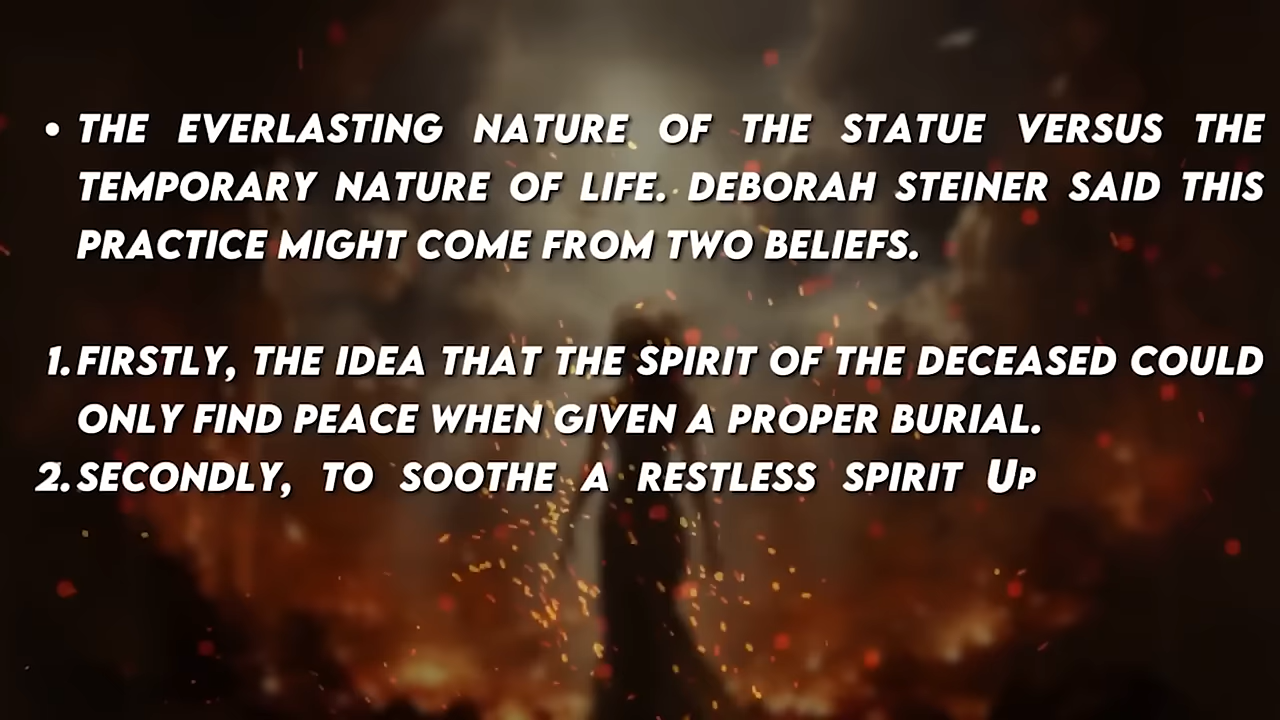 • THE EVERLASTING NATURE OF THE STATUE VERSUS THE
TEMPORARY NATURE OF LIFE. DEBORAH STEINER SAID THIS
PRACTICE MIGHT COME FROM TWO BELIEFS.
1. FIRSTLY, THE IDEA THAT THE SPIRIT OF THE DECEASED COULD
ONLY FIND PEACE WHEN GIVEN A PROPER BURIAL.
2. SECONDLY, TO SOOTHE A RESTLESS SPIRIT UP